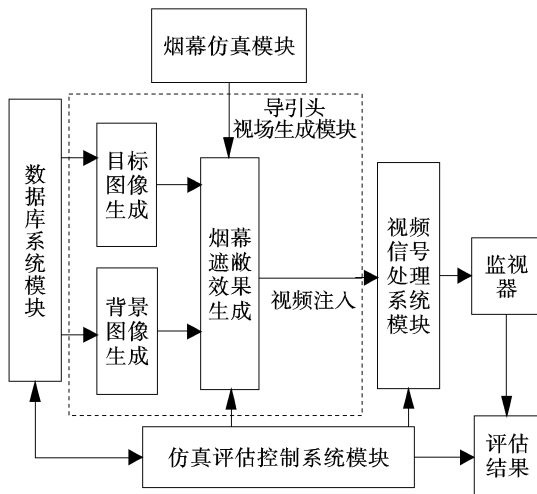 烟幕仿真模块
导引头
视场生成模块
数
据
库
系
统
模
块
目标
图像
生成
背景
图像
生成
烟幕
遮蔽
效果
生成
视频注入
视频
信号
处理
系统
模块
监视
器
仿真评估控制系统模块
评估
结果